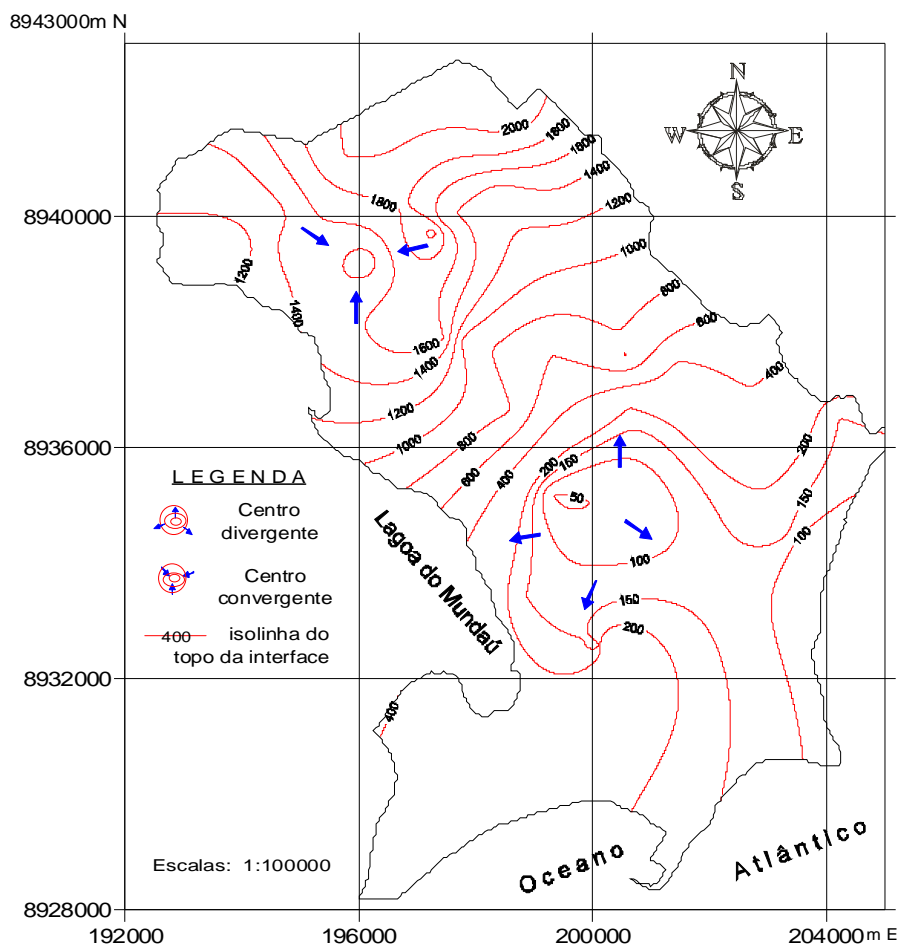 8943000m N
N
W
E
S
2000
1600
1800
1400
1200
1800
8940000
1000
1200
800
1400
600
1600
1400
400
1200
1000
800
600
400
8936000
200
150
200
150
100
50
100
LEGENDA
Centro
divergente
Centro
convergente
400 isolinha do
topo da interface
Lagoa do Mundaú
150
200
8932000
400
Escalas: 1:100000
Oceano Atlântico
8928000
192000
196000
200000
204000
m E